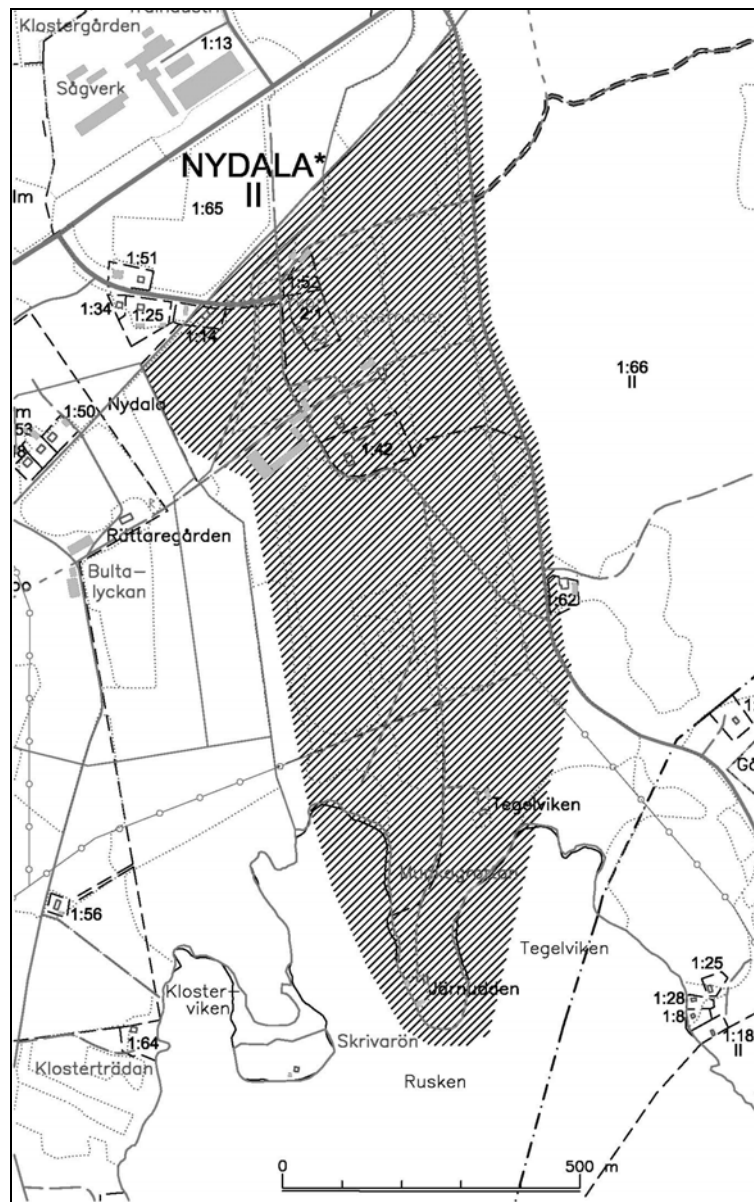 Klostergården
1:13
Sågverk
NYDALA*
II
lm
1:65
1:51
1:52
1:34
1:25
2:1
1:14
1:66
II
Nydala
1:50
53
1:42
Rättaregården
Bulta-
lyckan
1:62
Tegelviken
1:56
Tegelviken
1:25
Kloster-
viken
Järnudden
1:28
1:8
1:18
II
1:64
Skrivarön
Klosterträdan
Rusken
0
500 m